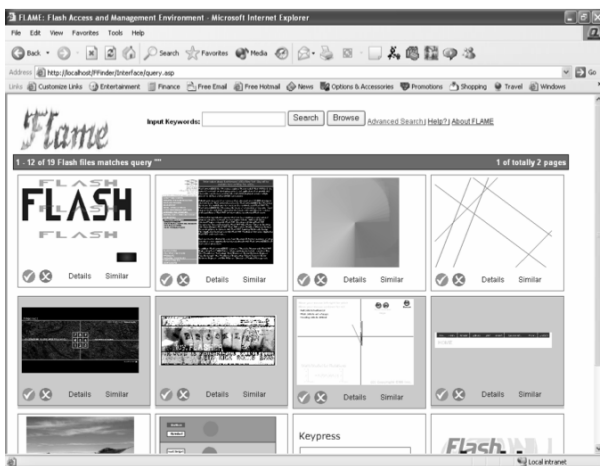 FLAME: Flash Access and Management Environment - Microsoft Internet Explorer
File Edit View Favorites Tools Help
Back Search Favorites Media
Address http://localhost/FFinder/Interface/query.asp Go
Links Customize Links Entertainment Finance Free Email Free Hotmail News Options & Accessories Promotions Shopping Travel Windows
Flame Input Keywords: Search Browse Advanced Search | Help? | About FLAME
1 - 12 of 19 Flash files matches query "" 1 of totally 2 pages
FLASH
FLASH
FLASH
Details Similar Details Similar Details Similar Details Similar
Details Similar Details Similar Details Similar Details Similar
Keypress
Flash
Local intranet